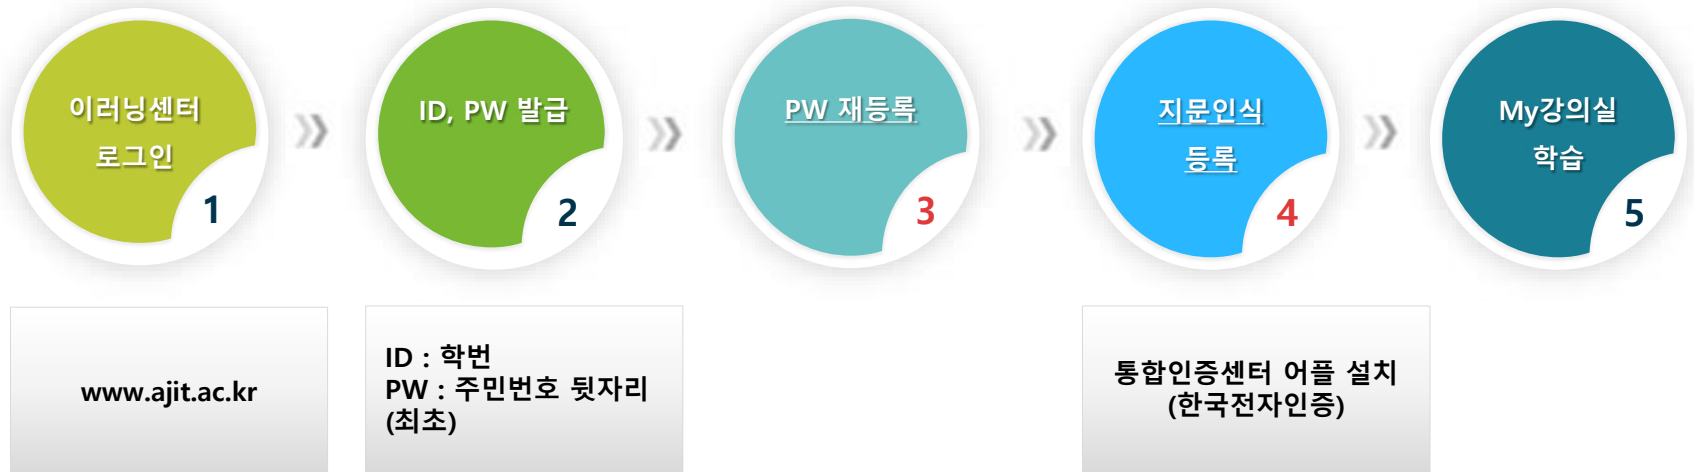 이러닝센터
로그인
1
ID, PW 발급
2
PW 재등록
3
지문인식
등록
4
My강의실
학습
5
www.ajit.ac.kr
ID : 학번
PW : 주민번호 뒷자리
(최초)
통합인증센터 어플 설치
(한국전자인증)